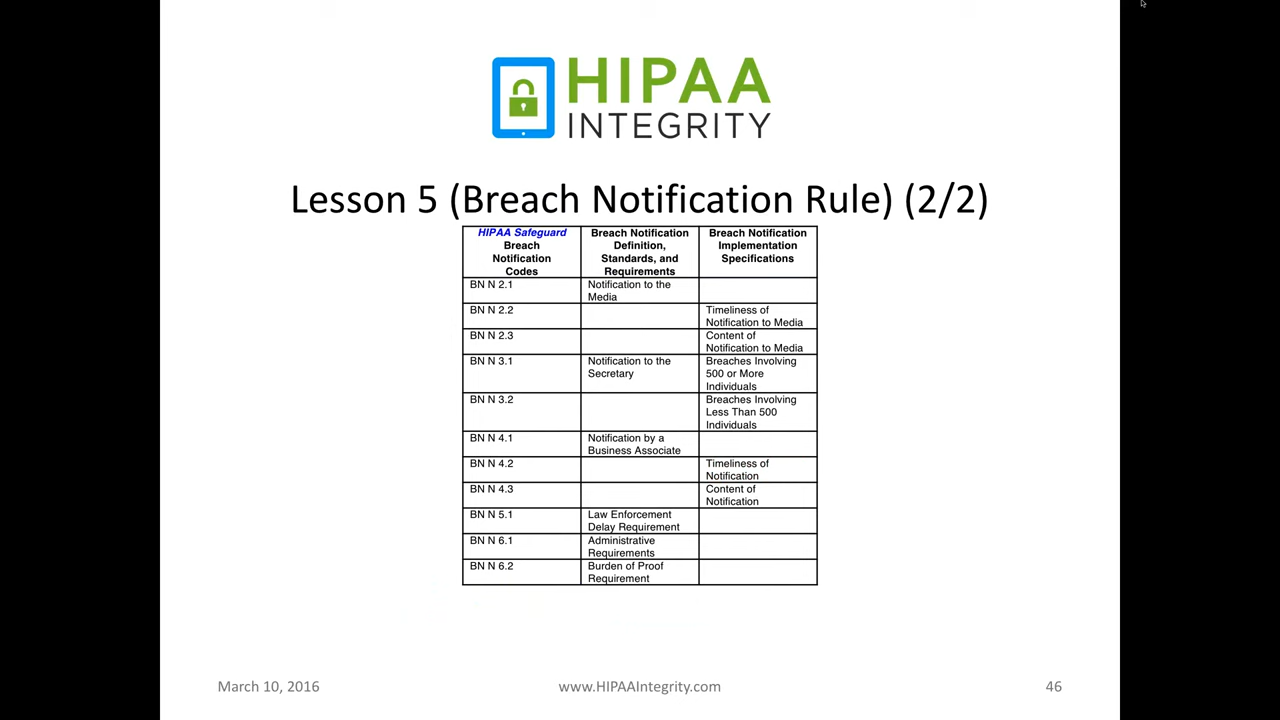 HIPAA
INTEGRITY
Lesson 5 (Breach Notification Rule) (2/2)
HIPAA Safeguard
Breach
Notification
Codes
Breach Notification
Definition,
Standards, and
Requirements
Breach Notification
Implementation
Specifications
BN N 2.1
Notification to the
Media
BN N 2.2
Timeliness of
Notification to Media
BN N 2.3
Content of
Notification to Media
BN N 3.1
Notification to the
Secretary
Breaches Involving
500 or More
Individuals
BN N 3.2
Breaches Involving
Less Than 500
Individuals
BN N 4.1
Notification by a
Business Associate
BN N 4.2
Timeliness of
Notification
BN N 4.3
Content of
Notification
BN N 5.1
Law Enforcement
Delay Requirement
BN N 6.1
Administrative
Requirements
BN N 6.2
Burden of Proof
Requirement
March 10, 2016
www.HIPAAIntegrity.com
46